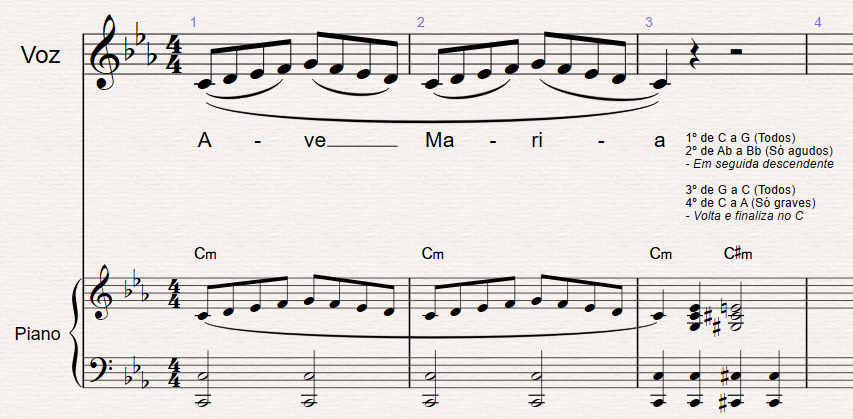 1 2 3 4
Voz
A - ve Ma - ri - a
1º de C a G (Todos)
2º de Ab a Bb (Só agudos)
- Em seguida descendente
3º de G a C (Todos)
4º de C a A (Só graves)
- Volta e finaliza no C
Cm Cm Cm C#m
Piano